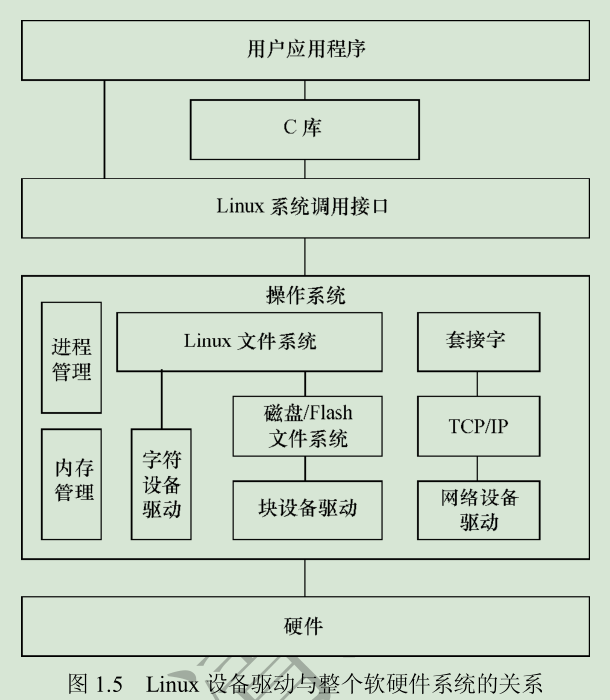 用户应用程序
C 库
Linux 系统调用接口
操作系统
进程
管理
Linux 文件系统
套接字
磁盘/Flash
文件系统
TCP/IP
内存
管理
字符
设备
驱动
块设备驱动
网络设备
驱动
硬件
图 1.5 Linux 设备驱动与整个软硬件系统的关系